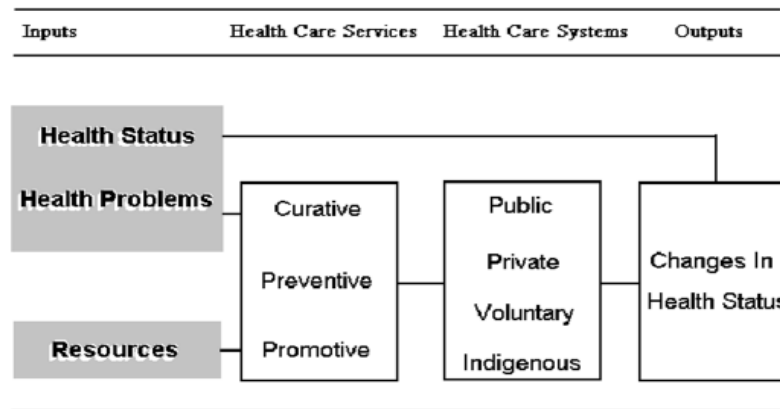 Inputs Health Care Services Health Care Systems Outputs
Health Status
Health Problems
Resources
Curative
Preventive
Promotive
Public
Private
Voluntary
Indigenous
Changes In
Health Status